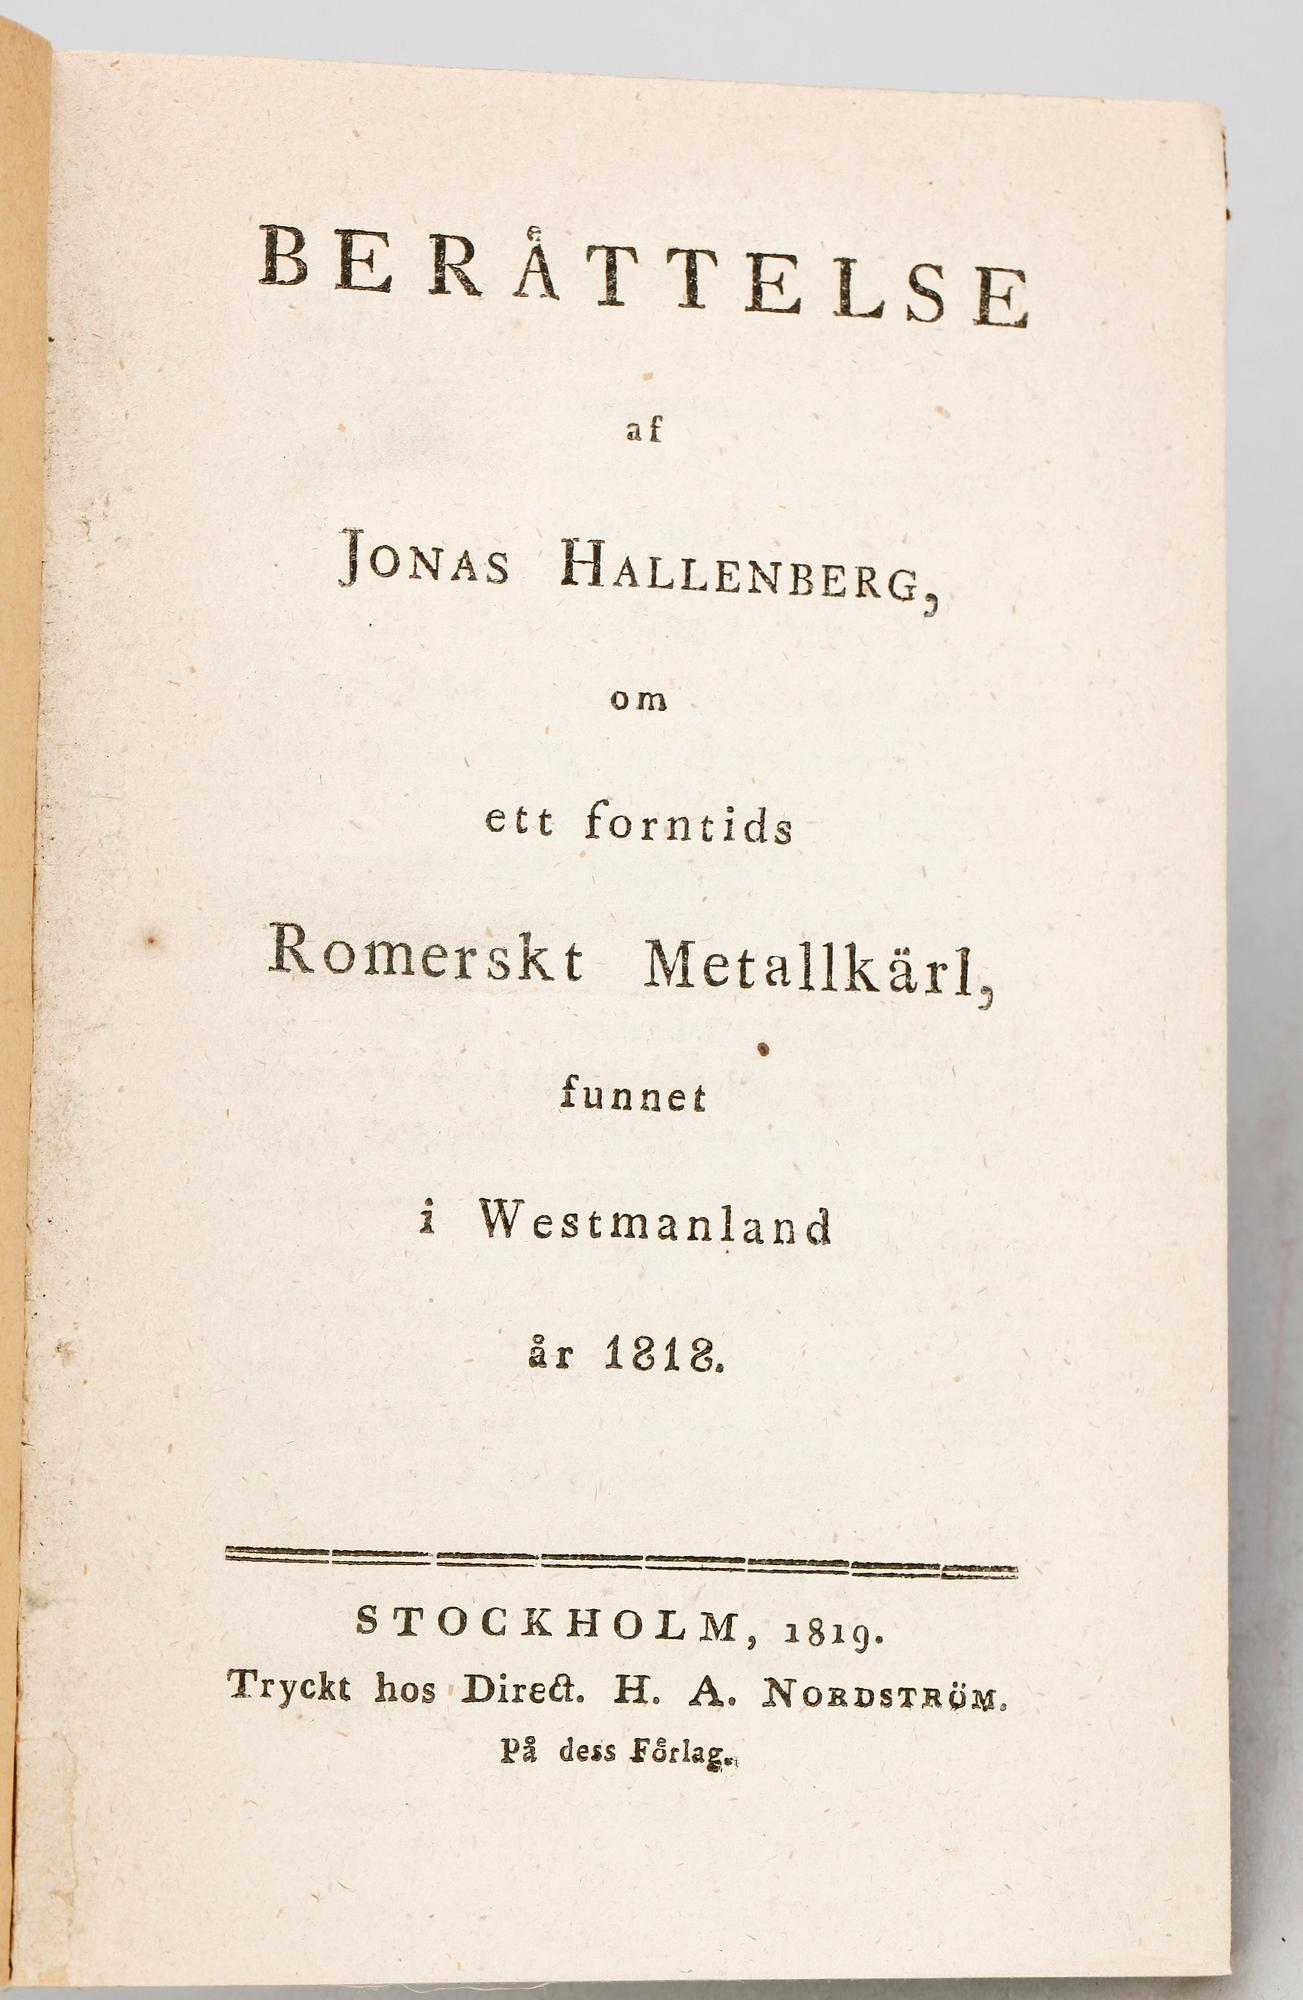 BERÄTTELSE
af
JONAS HALLENBERG,
om
ett forntids
Romerskt Metallkärl,
funnet
i Westmanland
år 1818.
STOCKHOLM, 1819.
Tryckt hos Direct. H. A. NORDSTRÖM.
På dess Förlag.